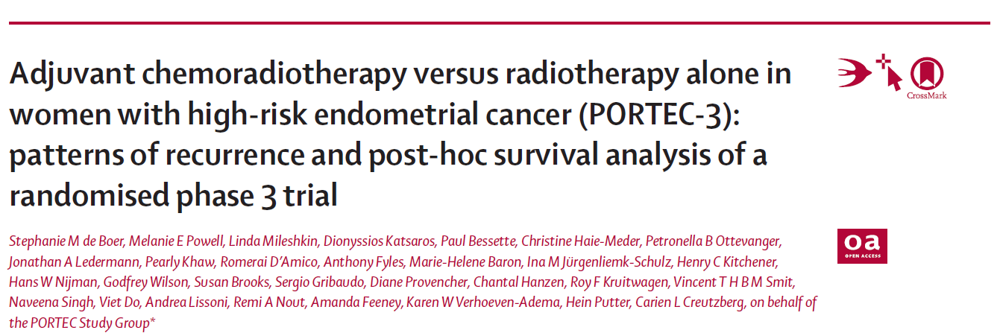 Adjuvant chemoradiotherapy versus radiotherapy alone in
women with high-risk endometrial cancer (PORTEC-3):
patterns of recurrence and post-hoc survival analysis of a
randomised phase 3 trial
CrossMark
Stephanie M de Boer, Melanie E Powell, Linda Mileshkin, Dionyssios Katsaros, Paul Bessette, Christine Haie-Meder, Petronella B Ottevanger,
Jonathan A Ledermann, Pearly Khaw, Romerai D’Amico, Anthony Fyles, Marie-Helene Baron, Ina M Jürgenliemk-Schulz, Henry C Kitchener,
Hans W Nijman, Godfrey Wilson, Susan Brooks, Sergio Gribaudo, Diane Provencher, Chantal Hanzen, Roy F Kruitwagen, Vincent T H B M Smit,
Naveena Singh, Viet Do, Andrea Lissoni, Remi A Nout, Amanda Feeney, Karen W Verhoeven-Adema, Hein Putter, Carien L Creutzberg, on behalf of
the PORTEC Study Group*
oa
OPEN ACCESS